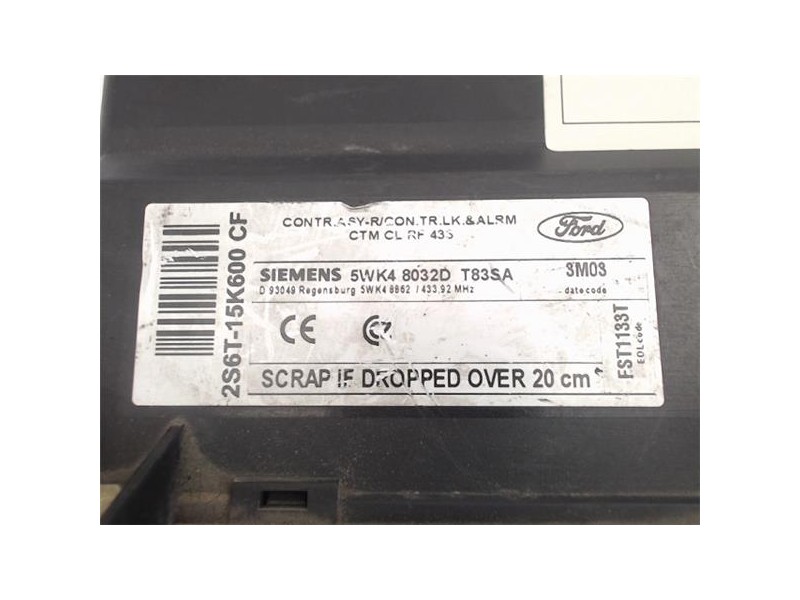 CONTR.ASY-R/CON.TR.LK.&ALRM
CTM CL RF 433
Ford
SIEMENS 5WK4 8032D T83SA
D 93049 Regensburg 5WK4 8862 / 433.92 MHz
3M03
datecode
CE
SCRAP IF DROPPED OVER 20 cm
2S6T-15K600 CF
FST1133T
EOLcode